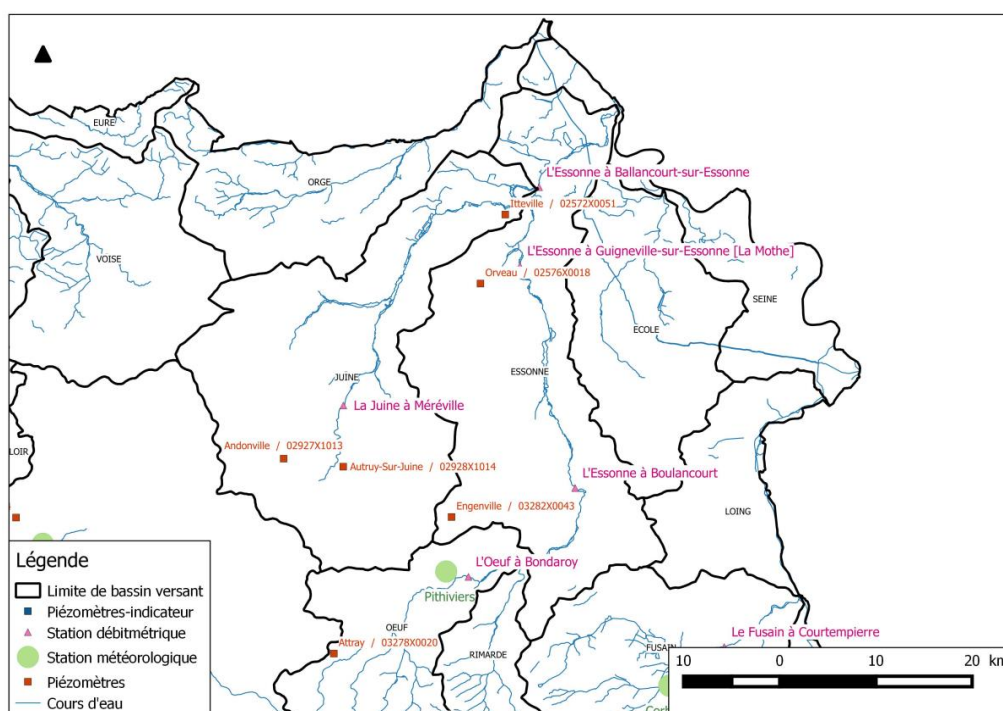 EURE
ORGE
L'Essonne à Ballancourt-sur-Essonne
Itteville / 02572X0051
VOISE
L'Essonne à Guigneville-sur-Essonne [La Mothe]
Orveau / 02576X0018
SEINE
ECOLE
JUÏNE
ESSONNE
La Juine à Méréville
Andonville / 02927X1013
LOIR
Autruy-Sur-Juine / 02928X1014
L'Essonne à Boulancourt
Engenville / 03282X0043
LOING
L'Oeuf à Bondaroy
Pithiviers
OEUF
Attray / 03278X0020
RIMARDE
FUSAIN
Le Fusain à Courtempierre
Légende
Limite de bassin versant
Piézomètres-indicateur
Station débitmétrique
Station météorologique
Piézomètres
Cours d'eau
10 0 10 20 km